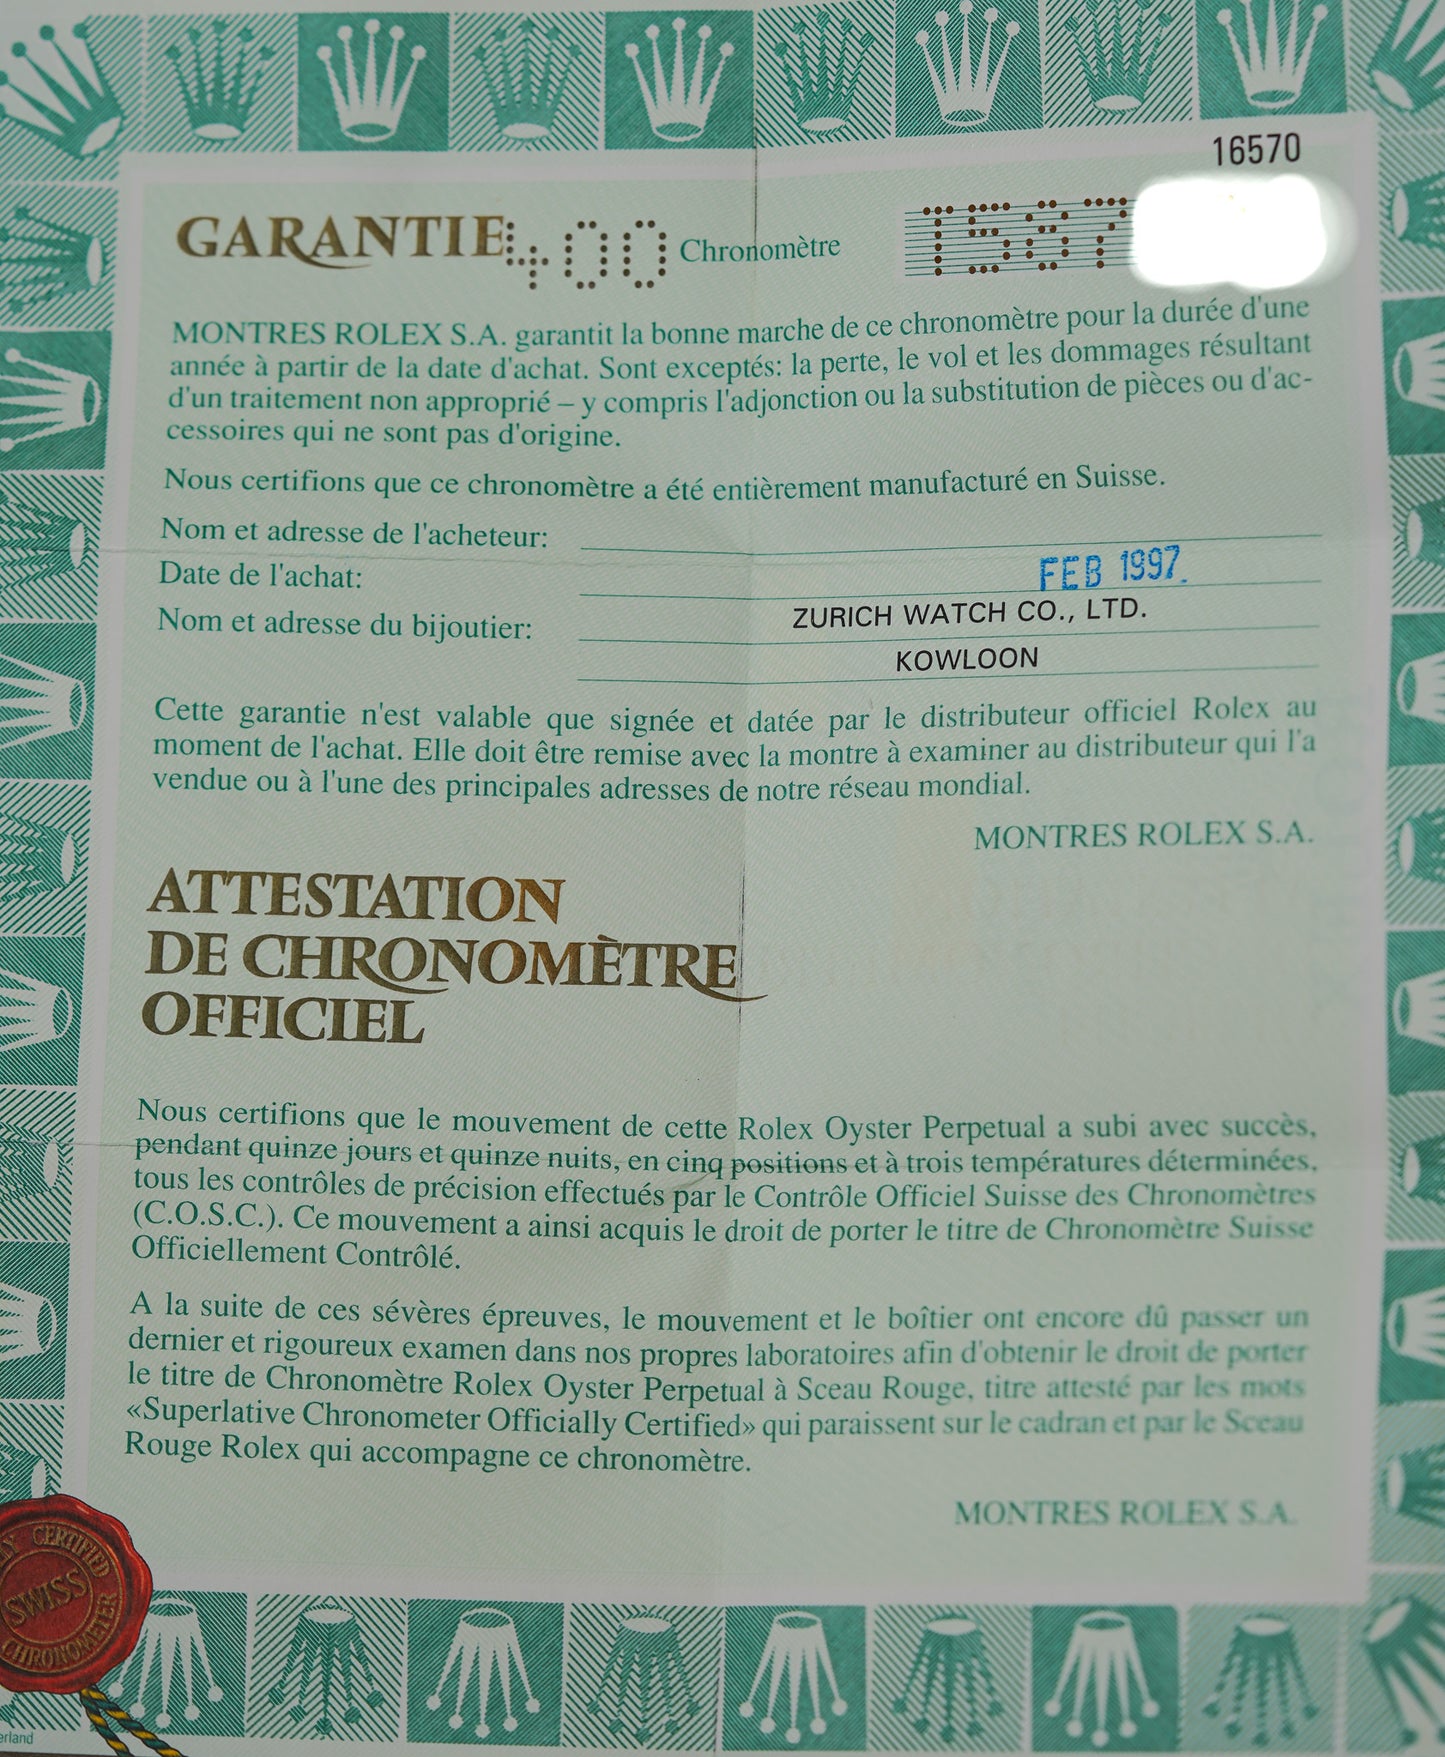 16570
GARANTIE 400 Chronomètre T587
MONTRES ROLEX S.A. garantit la bonne marche de ce chronomètre pour la durée d'une
année à partir de la date d'achat. Sont exceptés: la perte, le vol et les dommages résultant
d'un traitement non approprié – y compris l'adjonction ou la substitution de pièces ou d'ac-
cessoires qui ne sont pas d'origine.
Nous certifions que ce chronomètre a été entièrement manufacturé en Suisse.
Nom et adresse de l'acheteur:
Date de l'achat: FEB 1997.
Nom et adresse du bijoutier: ZURICH WATCH CO., LTD.
KOWLOON
Cette garantie n'est valable que signée et datée par le distributeur officiel Rolex au
moment de l'achat. Elle doit être remise avec la montre à examiner au distributeur qui l'a
vendue ou à l'une des principales adresses de notre réseau mondial.
MONTRES ROLEX S.A.
ATTESTATION
DE CHRONOMÈTRE
OFFICIEL
Nous certifions que le mouvement de cette Rolex Oyster Perpetual a subi avec succès,
pendant quinze jours et quinze nuits, en cinq positions et à trois températures déterminées,
tous les contrôles de précision effectués par le Contrôle Officiel Suisse des Chronomètres
(C.O.S.C.). Ce mouvement a ainsi acquis le droit de porter le titre de Chronomètre Suisse
Officiellement Contrôlé.
A la suite de ces sévères épreuves, le mouvement et le boîtier ont encore dû passer un
dernier et rigoureux examen dans nos propres laboratoires afin d'obtenir le droit de porter
le titre de Chronomètre Rolex Oyster Perpetual à Sceau Rouge, titre attesté par les mots
«Superlative Chronometer Officially Certified» qui paraissent sur le cadran et par le Sceau
Rouge Rolex qui accompagne ce chronomètre.
MONTRES ROLEX S.A.
LY CERTIFIED
SWISS
CHRONOMETER
erland